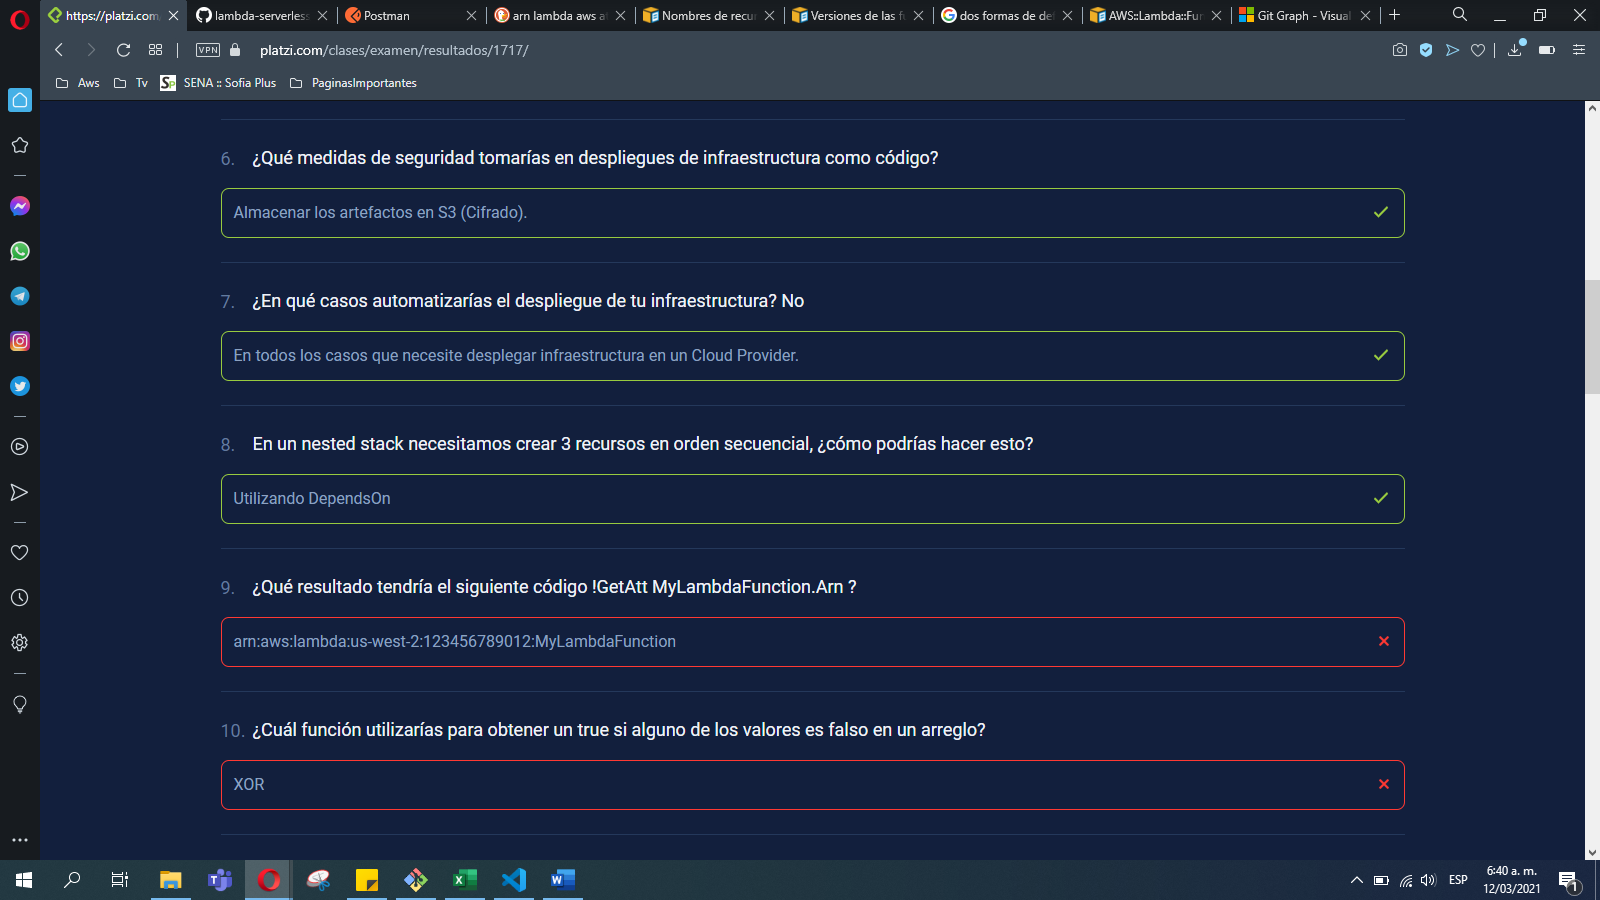 https://platzi.com
lambda-serverless
Postman
arn lambda aws a
Nombres de recur
Versiones de las fu
dos formas de def
AWS::Lambda::Fun
Git Graph - Visual
VPN
platzi.com/clases/examen/resultados/1717/
Aws
Tv
Sp
SENA :: Sofia Plus
PaginasImportantes
6. ¿Qué medidas de seguridad tomarías en despliegues de infraestructura como código?
Almacenar los artefactos en S3 (Cifrado).
7. ¿En qué casos automatizarías el despliegue de tu infraestructura? No
En todos los casos que necesite desplegar infraestructura en un Cloud Provider.
8. En un nested stack necesitamos crear 3 recursos en orden secuencial, ¿cómo podrías hacer esto?
Utilizando DependsOn
9. ¿Qué resultado tendría el siguiente código !GetAtt MyLambdaFunction.Arn ?
arn:aws:lambda:us-west-2:123456789012:MyLambdaFunction
10. ¿Cuál función utilizarías para obtener un true si alguno de los valores es falso en un arreglo?
XOR
ESP
6:40 a. m.
12/03/2021
1